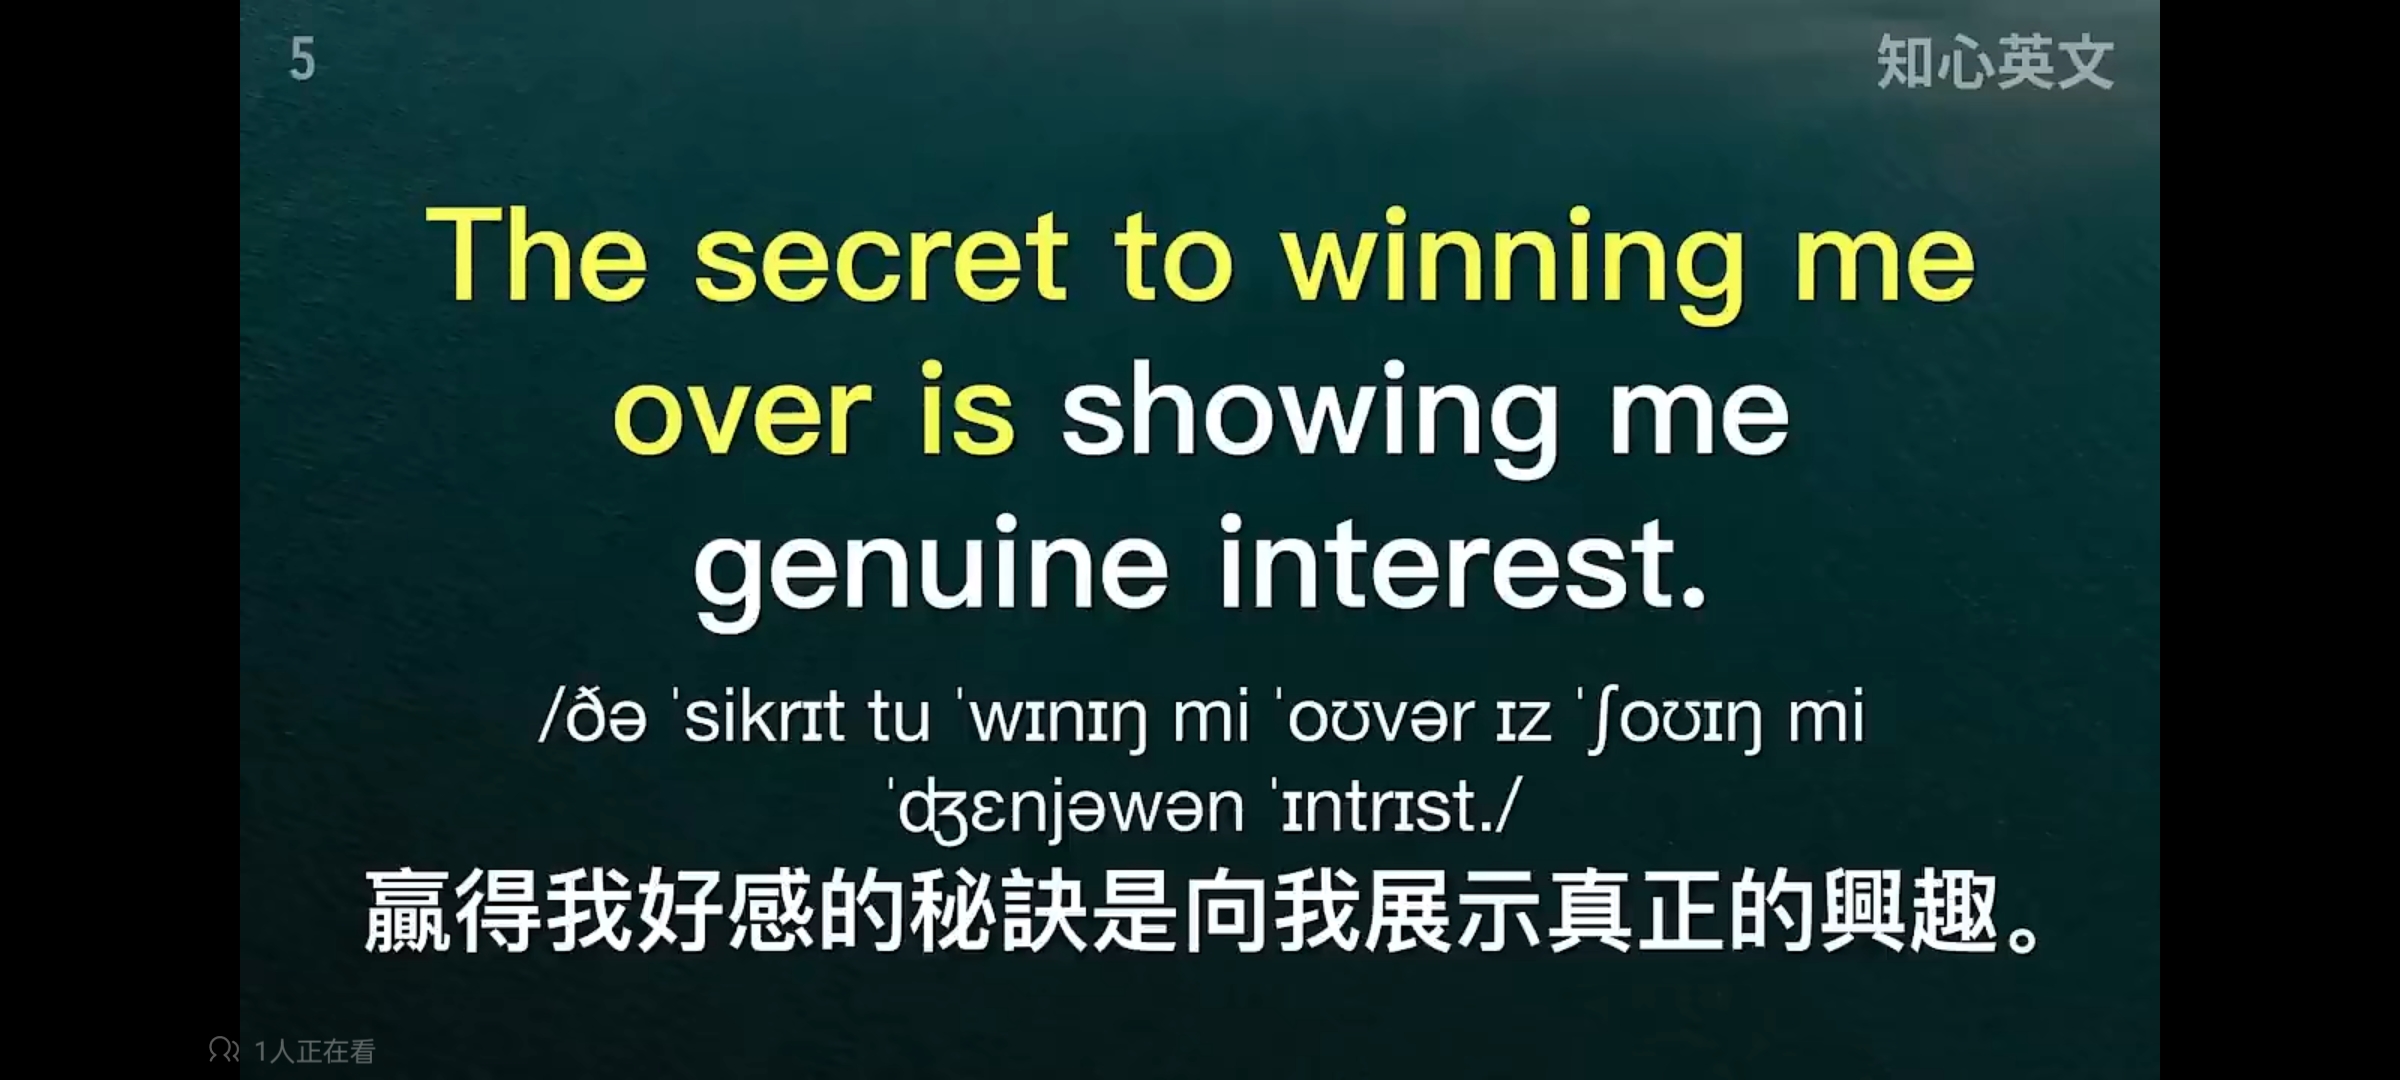 5
知心英文
The secret to winning me
over is showing me
genuine interest.
/ðə ˈsikrɪt tu ˈwɪnɪŋ mi ˈoʊvər ɪz ˈʃoʊɪŋ mi
ˈʤɛnjəwən ˈɪntrɪst./
贏得我好感的秘訣是向我展示真正的興趣。
1人正在看